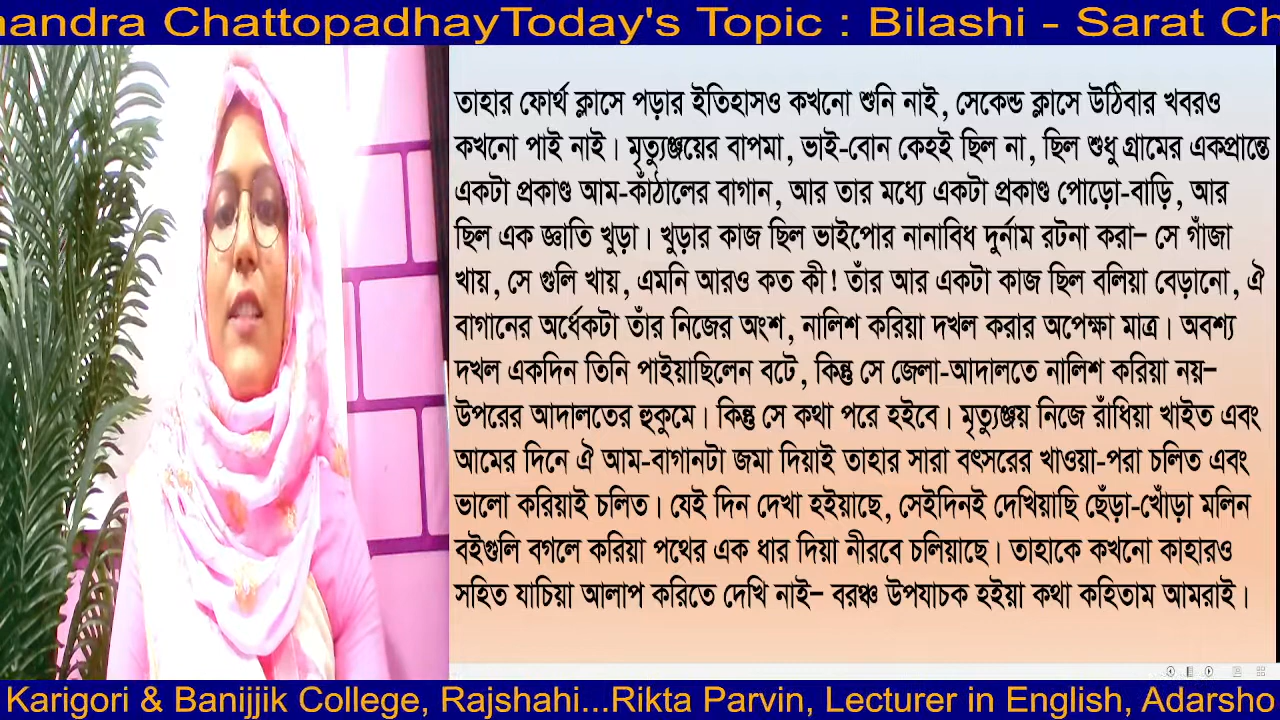 nandra ChattopadhayToday's Topic : Bilashi - Sarat Ch
তাহার ফোর্থ ক্লাসে পড়ার ইতিহাসও কখনো শুনি নাই, সেকেন্ড ক্লাসে উঠিবার খবরও
কখনো পাই নাই। মৃত্যুঞ্জয়ের বাপমা, ভাই-বোন কেহই ছিল না, ছিল শুধু গ্রামের একপ্রান্তে
একটা প্রকাণ্ড আম-কাঁঠালের বাগান, আর তার মধ্যে একটা প্রকাণ্ড পোড়ো-বাড়ি, আর
ছিল এক জ্ঞাতি খুড়া। খুড়ার কাজ ছিল ভাইপোর নানাবিধ দুর্নাম রটনা করা– সে গাঁজা
খায়, সে গুলি খায়, এমনি আরও কত কী! তাঁর আর একটা কাজ ছিল বলিয়া বেড়ানো, ঐ
বাগানের অর্ধেকটা তাঁর নিজের অংশ, নালিশ করিয়া দখল করার অপেক্ষা মাত্র। অবশ্য
দখল একদিন তিনি পাইয়াছিলেন বটে, কিন্তু সে জেলা-আদালতে নালিশ করিয়া নয়–
উপরের আদালতের হুকুমে। কিন্তু সে কথা পরে হইবে। মৃত্যুঞ্জয় নিজে রাঁধিয়া খাইত এবং
আমের দিনে ঐ আম-বাগানটা জমা দিয়াই তাহার সারা বৎসরের খাওয়া-পরা চলিত এবং
ভালো করিয়াই চলিত। যেই দিন দেখা হইয়াছে, সেইদিনই দেখিয়াছি ছেঁড়া-খোঁড়া মলিন
বইগুলি বগলে করিয়া পথের এক ধার দিয়া নীরবে চলিয়াছে। তাহাকে কখনো কাহারও
সহিত যাচিয়া আলাপ করিতে দেখি নাই– বরঞ্চ উপযাচক হইয়া কথা কহিতাম আমরাই।
Karigori & Banijjik College, Rajshahi...Rikta Parvin, Lecturer in English, Adarsho